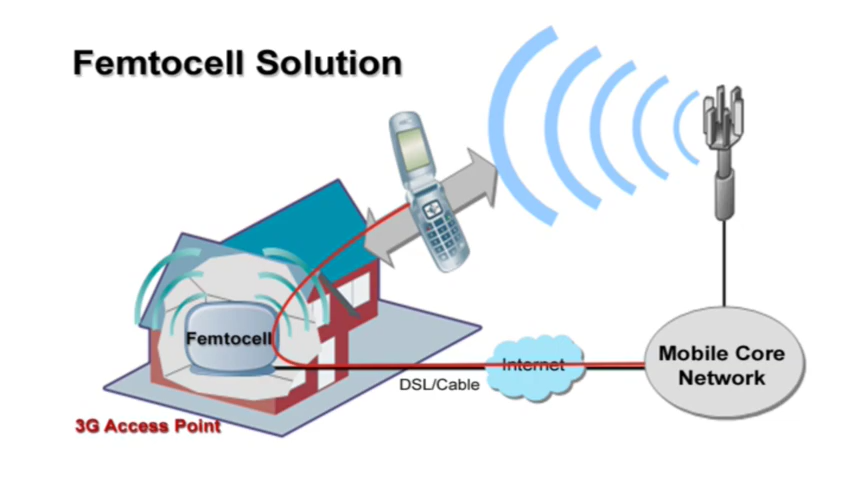 Femtocell Solution
Femtocell
Internet
DSL/Cable
Mobile Core
Network
3G Access Point